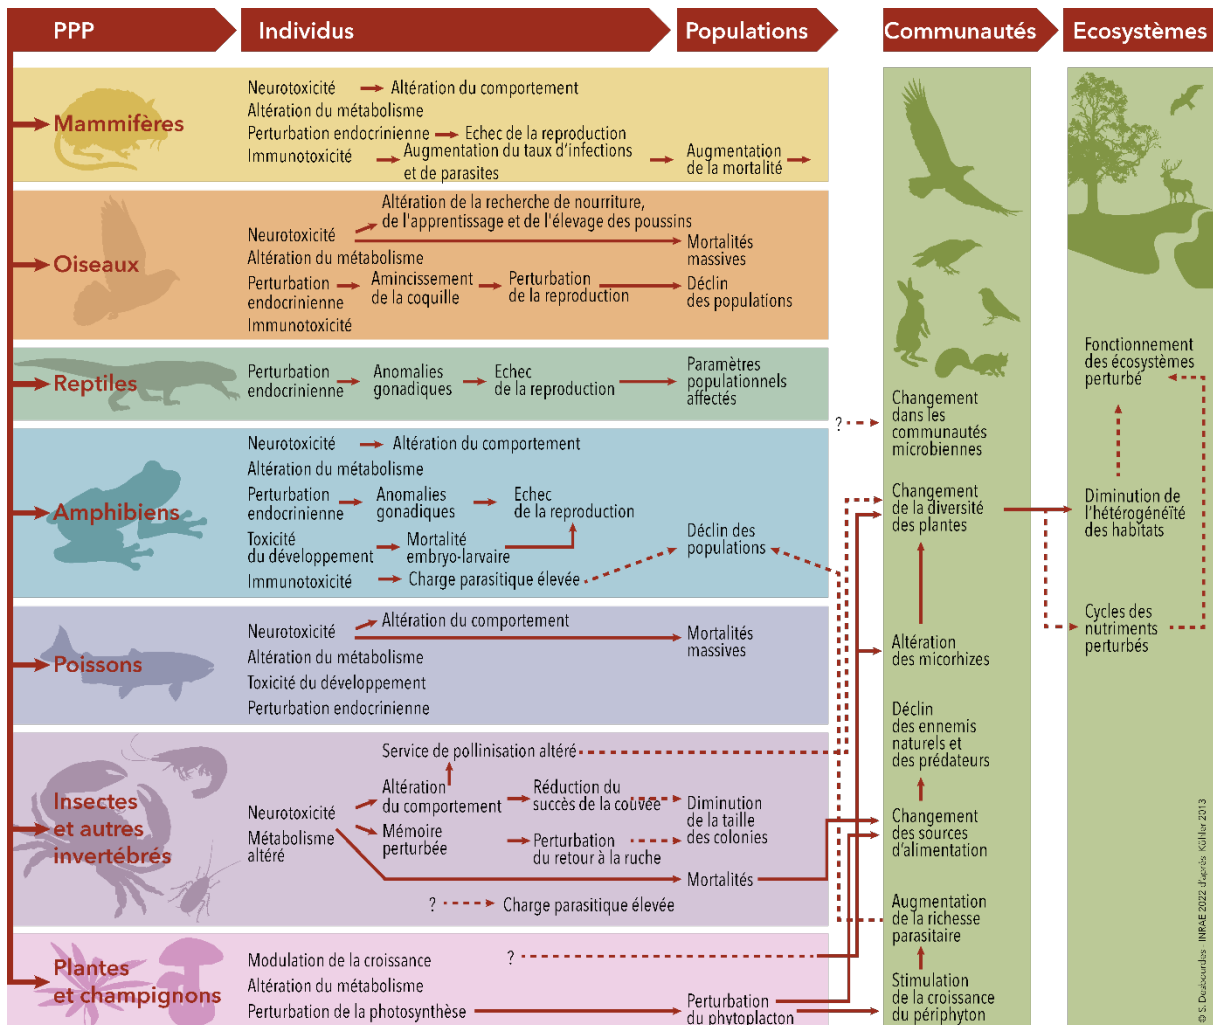 PPP
Individus
Populations
Communautés
Ecosystèmes
Mammifères
Neurotoxicité
Altération du comportement
Altération du métabolisme
Perturbation endocrinienne
Echec de la reproduction
Immunotoxicité
Augmentation du taux d'infections
et de parasites
Augmentation
de la mortalité
Oiseaux
Altération de la recherche de nourriture,
de l'apprentissage et de l'élevage des poussins
Neurotoxicité
Mortalités
massives
Altération du métabolisme
Perturbation
endocrinienne
Amincissement
de la coquille
Perturbation
de la reproduction
Déclin
des populations
Immunotoxicité
Reptiles
Perturbation
endocrinienne
Anomalies
gonadiques
Echec
de la reproduction
Paramètres
populationnels
affectés
Amphibiens
Neurotoxicité
Altération du comportement
Altération du métabolisme
Perturbation
endocrinienne
Anomalies
gonadiques
Echec
de la reproduction
Toxicité
du développement
Mortalité
embryo-larvaire
Immunotoxicité
Charge parasitique élevée
Déclin des
populations
Poissons
Neurotoxicité
Altération du comportement
Mortalités
massives
Altération du métabolisme
Toxicité du développement
Perturbation endocrinienne
Insectes
et autres
invertébrés
Service de pollinisation altéré
Neurotoxicité
Métabolisme
altéré
Altération
du comportement
Réduction du
succès de la couvée
Mémoire
perturbée
Perturbation
du retour à la ruche
Diminution
de la taille
des colonies
Mortalités
?
Charge parasitique élevée
Plantes
et champignons
Modulation de la croissance
?
Altération du métabolisme
Perturbation de la photosynthèse
Perturbation
du phytoplacton
?
Changement
dans les
communautés
microbiennes
Changement
de la diversité
des plantes
Altération
des micorhizes
Déclin
des ennemis
naturels et
des prédateurs
Changement
des sources
d'alimentation
Augmentation
de la richesse
parasitaire
Stimulation
de la croissance
du périphyton
Fonctionnement
des écosystèmes
perturbé
Diminution de
l'hétérogénéïté
des habitats
Cycles des
nutriments
perturbés
© S. Desbourdes - INRAE 2022 d'après Köhler 2013